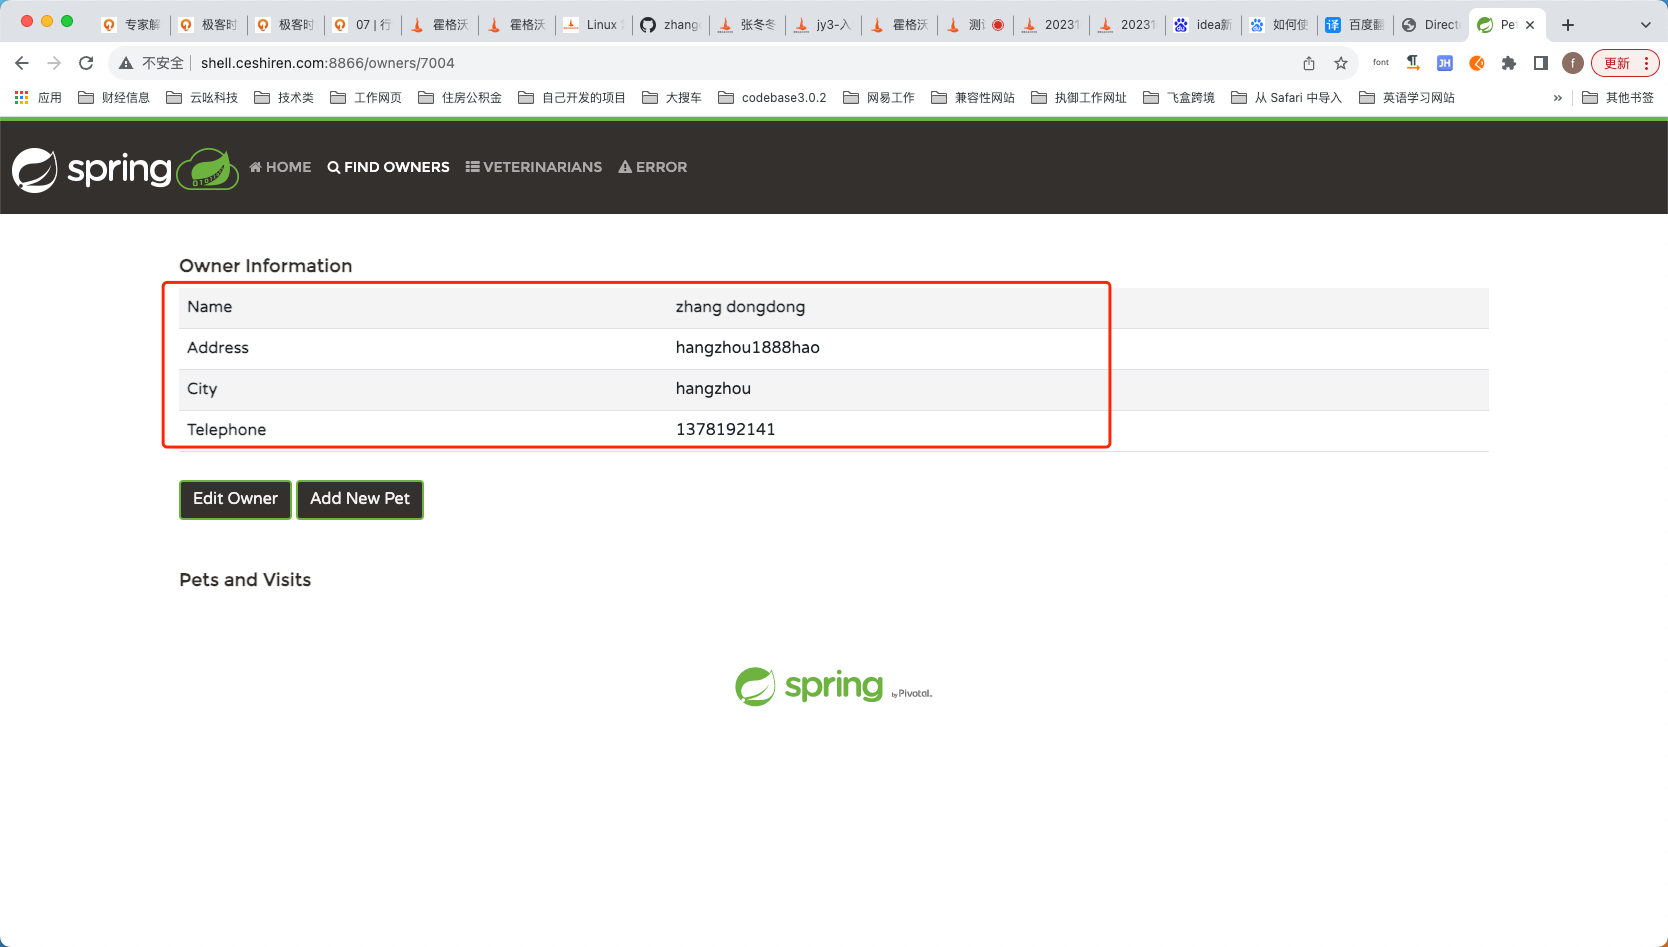 专家解 极客时 极客时 07 | 行 霍格沃 霍格沃 Linux zhang 张冬冬 jy3-入 霍格沃 测试 20231 20231 idea新 如何使 百度翻 Direct Pet
不安全 shell.ceshiren.com:8866/owners/7004 font JH f 更新
应用 财经信息 云吆科技 技术类 工作网页 住房公积金 自己开发的项目 大搜车 codebase3.0.2 网易工作 兼容性网站 执御工作网址 飞盒跨境 从 Safari 中导入 英语学习网站 » 其他书签
spring HOME FIND OWNERS VETERINARIANS ERROR
Owner Information
Name zhang dongdong
Address hangzhou1888hao
City hangzhou
Telephone 1378192141
Edit Owner Add New Pet
Pets and Visits
spring by Pivotal